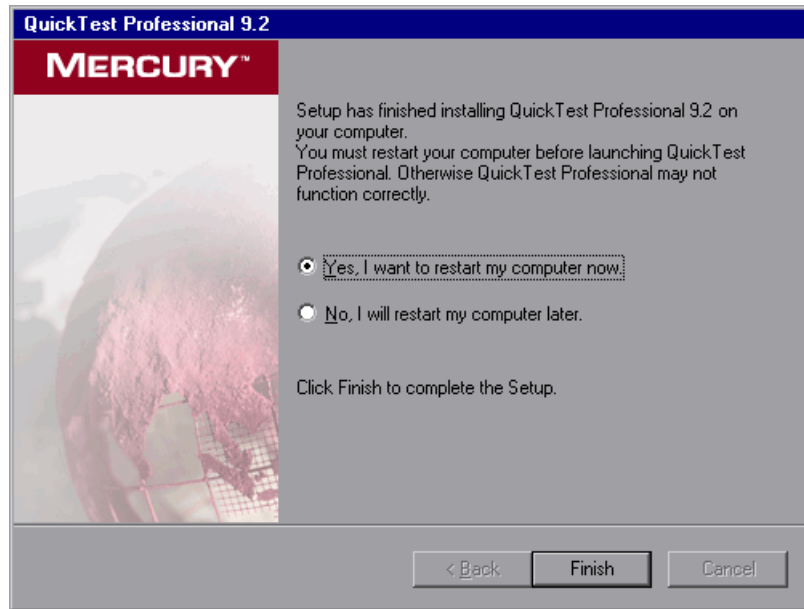 QuickTest Professional 9.2
MERCURY™
Setup has finished installing QuickTest Professional 9.2 on
your computer.
You must restart your computer before launching QuickTest
Professional. Otherwise QuickTest Professional may not
function correctly.
Yes, I want to restart my computer now.
No, I will restart my computer later.
Click Finish to complete the Setup.
< Back
Finish
Cancel